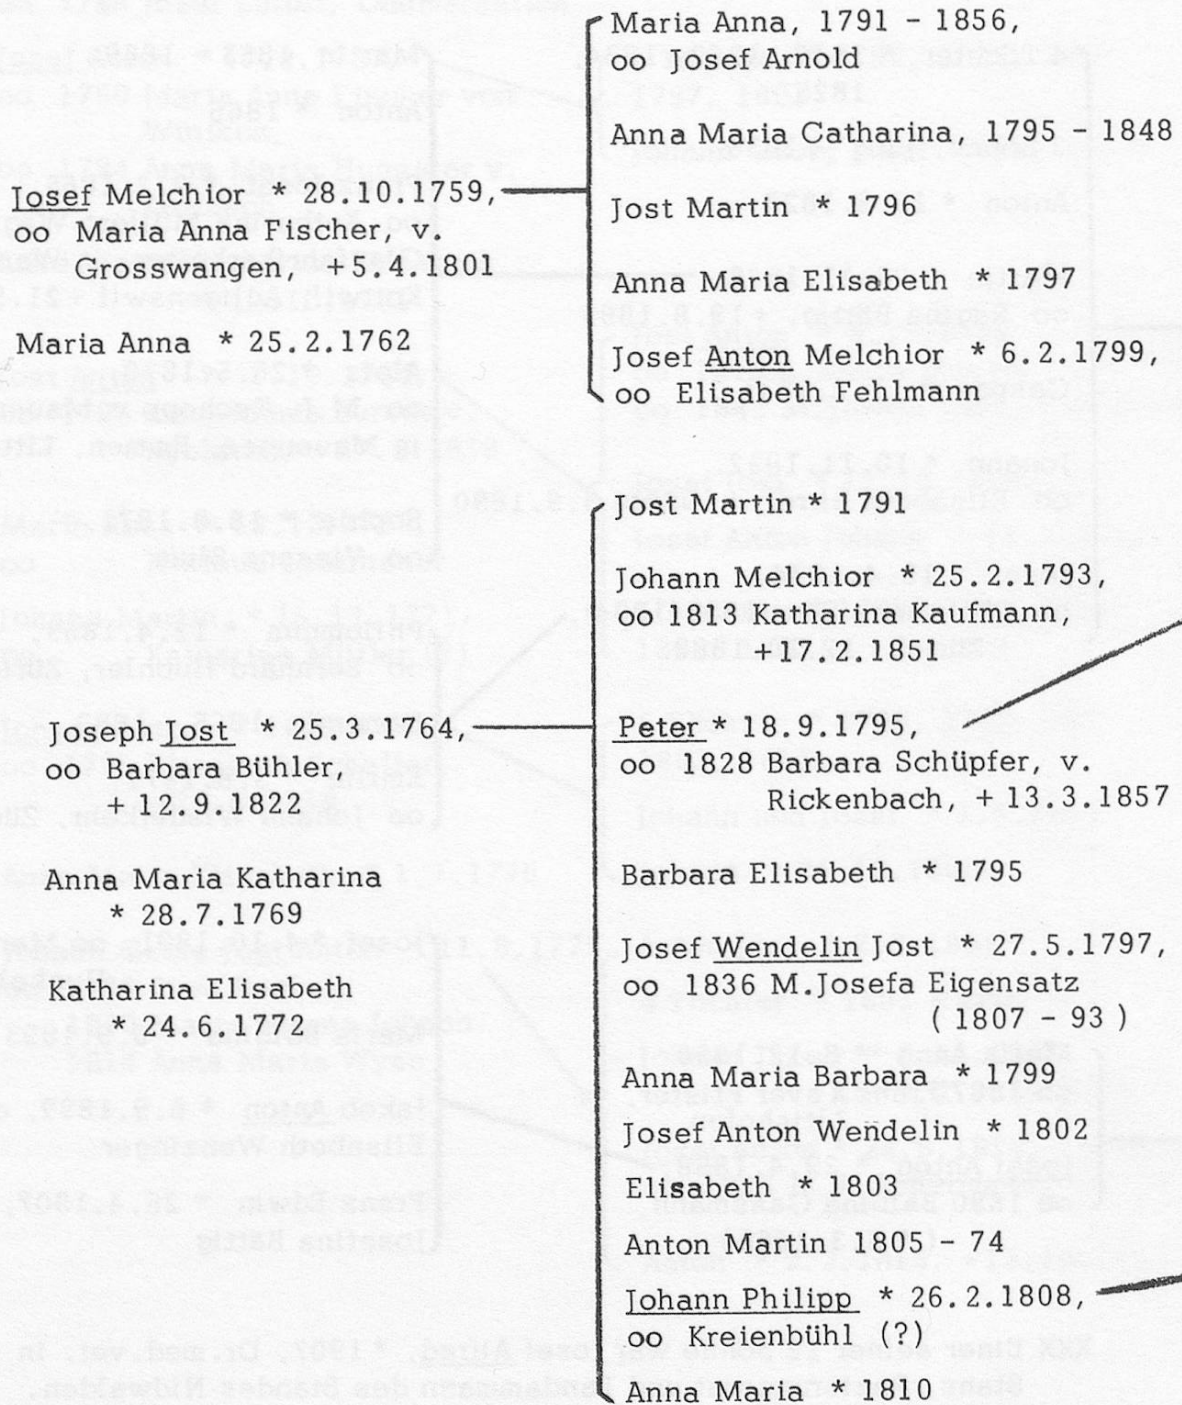 Maria Anna, 1791 - 1856,
oo Josef Arnold
Anna Maria Catharina, 1795 - 1848
Josef Melchior * 28.10.1759,
oo Maria Anna Fischer, v.
Grosswangen, +5.4.1801
Jost Martin * 1796
Anna Maria Elisabeth * 1797
Maria Anna * 25.2.1762
Josef Anton Melchior * 6.2.1799,
oo Elisabeth Fehlmann
Jost Martin * 1791
Johann Melchior * 25.2.1793,
oo 1813 Katharina Kaufmann,
+17.2.1851
Joseph Jost * 25.3.1764,
oo Barbara Bühler,
+ 12.9.1822
Peter * 18.9.1795,
oo 1828 Barbara Schüpfer, v.
Rickenbach, + 13.3.1857
Anna Maria Katharina
* 28.7.1769
Barbara Elisabeth * 1795
Josef Wendelin Jost * 27.5.1797,
oo 1836 M.Josefa Eigensatz
( 1807 - 93 )
Katharina Elisabeth
* 24.6.1772
Anna Maria Barbara * 1799
Josef Anton Wendelin * 1802
Elisabeth * 1803
Anton Martin 1805 - 74
Johann Philipp * 26.2.1808,
oo Kreienbühl (?)
Anna Maria * 1810